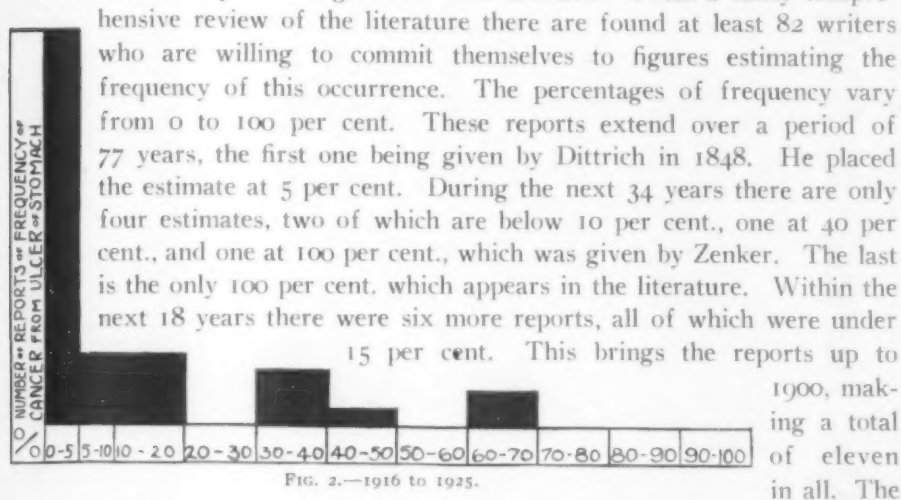 hensive review of the literature there are found at least 82 writers
who are willing to commit themselves to figures estimating the
frequency of this occurrence. The percentages of frequency vary
from 0 to 100 per cent. These reports extend over a period of
77 years, the first one being given by Dittrich in 1848. He placed
the estimate at 5 per cent. During the next 34 years there are only
four estimates, two of which are below 10 per cent., one at 40 per
cent., and one at 100 per cent., which was given by Zenker. The last
is the only 100 per cent. which appears in the literature. Within the
next 18 years there were six more reports, all of which were under
15 per cent. This brings the reports up to
1900, mak-
ing a total
of eleven
in all. The
NUMBER OF REPORTS OF FREQUENCY OF
CANCER FROM ULCER OF STOMACH
% 0-5 5-10 10-20 20-30 30-40 40-50 50-60 60-70 70-80 80-90 90-100
FIG. 2.—1916 to 1925.